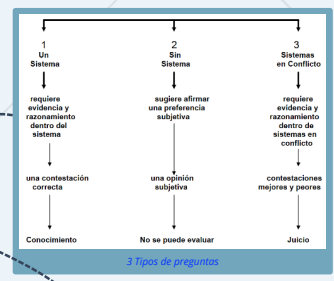 1
Un
Sistema
requiere
evidencia y
razonamiento
dentro del
sistema
una contestación
correcta
Conocimiento
2
Sin
Sistema
sugiere afirmar
una preferencia
subjetiva
una opinión
subjetiva
No se puede evaluar
3
Sistemas
en Conflicto
requiere
evidencia y
razonamiento
dentro de
sistemas en
conflicto
contestaciones
mejores y peores
Juicio
3 Tipos de preguntas